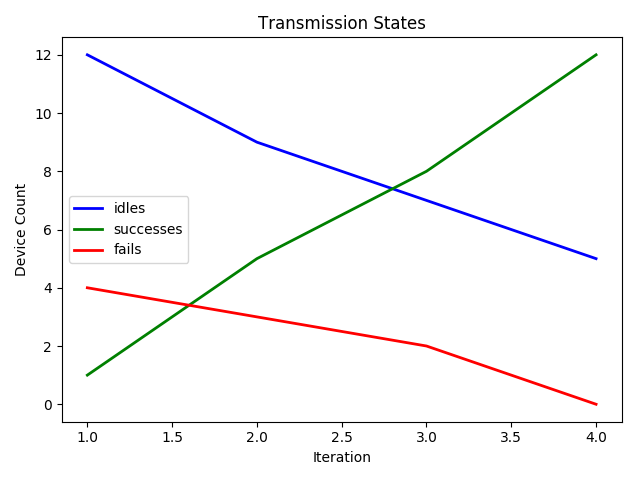 Transmission States
12
10
8
6
4
2
0
Device Count
idles
successes
fails
1.0 1.5 2.0 2.5 3.0 3.5 4.0
Iteration